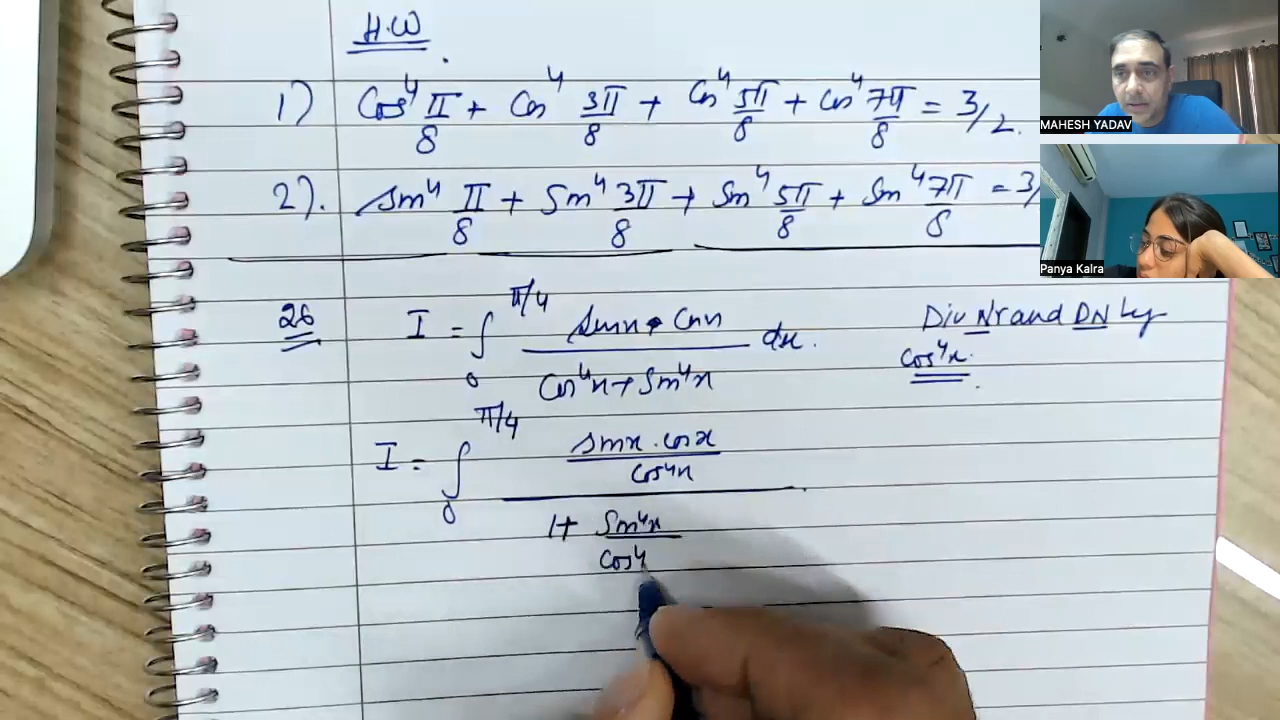 H.W.
1) Cos⁴ π/8 + Cos⁴ 3π/8 + Cos⁴ 5π/8 + Cos⁴ 7π/8 = 3/2.
2). Sin⁴ π/8 + Sin⁴ 3π/8 + Sin⁴ 5π/8 + Sin⁴ 7π/8 = 3/
26 I = ∫₀^π/4 Sinx • Cosx / Cos⁴x + Sin⁴x dx. Div Nr and DN by Cos⁴x.
I = ∫₀^π/4 Sinx . Cosx / Cos⁴x / 1 + Sin⁴x / Cos⁴
MAHESH YADAV
Panya Kalra